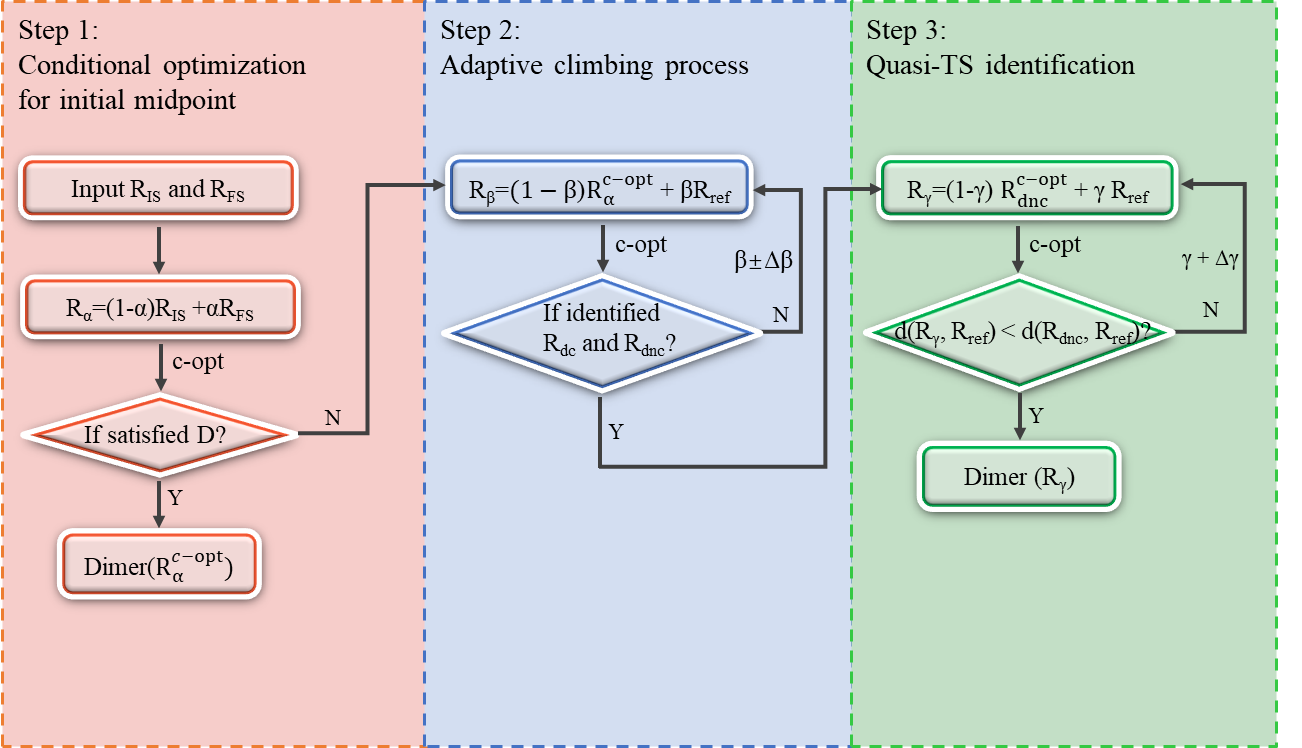 Step 1:
Conditional optimization
for initial midpoint
Input R_IS and R_FS
R_α=(1-α)R_IS +αR_FS
c-opt
If satisfied D?
N
Y
Dimer(R_α^c−opt)
Step 2:
Adaptive climbing process
R_β=(1 − β)R_α^c-opt + βR_ref
c-opt
β±Δβ
If identified
R_dc and R_dnc?
N
Y
Step 3:
Quasi-TS identification
R_γ=(1-γ) R_dnc^c-opt + γ R_ref
c-opt
γ + Δγ
d(R_γ, R_ref) < d(R_dnc, R_ref)?
N
Y
Dimer (R_γ)